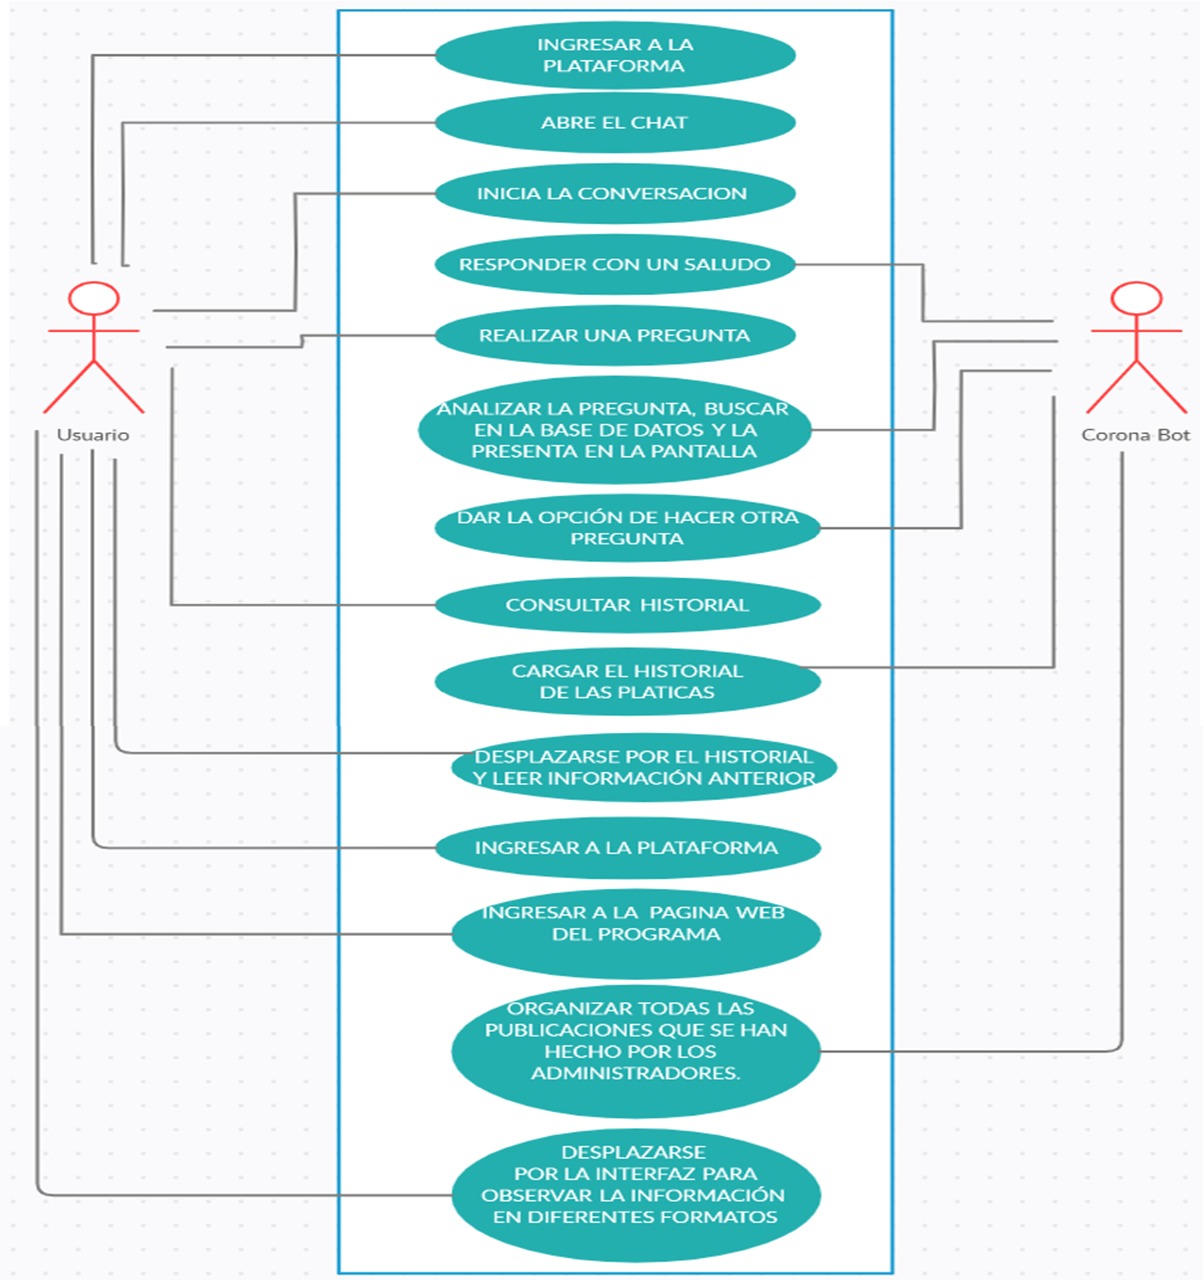 INGRESAR A LA
PLATAFORMA
ABRE EL CHAT
INICIA LA CONVERSACION
RESPONDER CON UN SALUDO
REALIZAR UNA PREGUNTA
ANALIZAR LA PREGUNTA, BUSCAR
EN LA BASE DE DATOS Y LA
PRESENTA EN LA PANTALLA
Usuario
Corona Bot
DAR LA OPCIÓN DE HACER OTRA
PREGUNTA
CONSULTAR HISTORIAL
CARGAR EL HISTORIAL
DE LAS PLATICAS
DESPLAZARSE POR EL HISTORIAL
Y LEER INFORMACIÓN ANTERIOR
INGRESAR A LA PLATAFORMA
INGRESAR A LA PAGINA WEB
DEL PROGRAMA
ORGANIZAR TODAS LAS
PUBLICACIONES QUE SE HAN
HECHO POR LOS
ADMINISTRADORES.
DESPLAZARSE
POR LA INTERFAZ PARA
OBSERVAR LA INFORMACIÓN
EN DIFERENTES FORMATOS